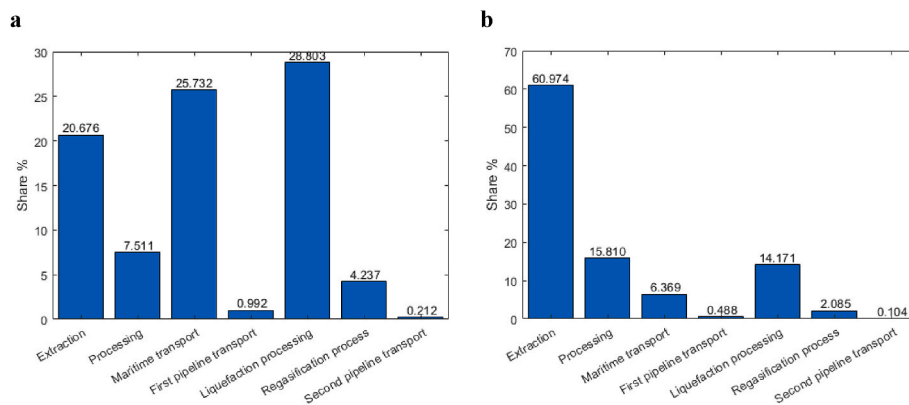 a
30
25
20
15
10
5
0
Share %
20.676
7.511
25.732
0.992
28.803
4.237
0.212
Extraction
Processing
Maritime transport
First pipeline transport
Liquefaction processing
Regasification process
Second pipeline transport
b
70
60
50
40
30
20
10
0
Share %
60.974
15.810
6.369
0.488
14.171
2.085
0.104
Extraction
Processing
Maritime transport
First pipeline transport
Liquefaction processing
Regasification process
Second pipeline transport